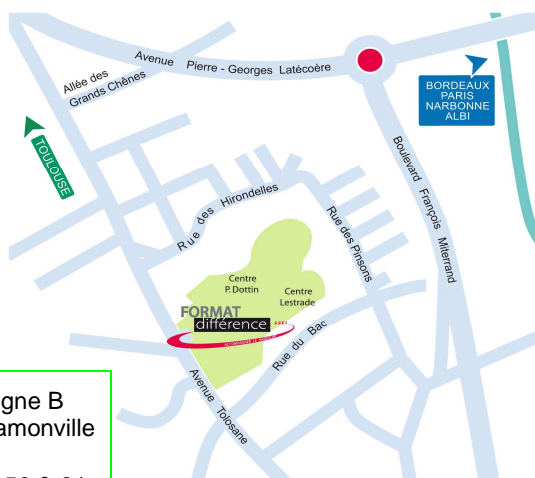 Avenue Pierre - Georges Latécoère
Allée des
Grands Chênes
BORDEAUX
PARIS
NARBONNE
ALBI
TOULOUSE
Boulevard François Miterrand
Rue des Hirondelles
Rue des Pinsons
Centre
P.Dottin
Centre
Lestrade
FORMAT
différence
Rue du Bac
Avenue Tolosane
gne B
amonville